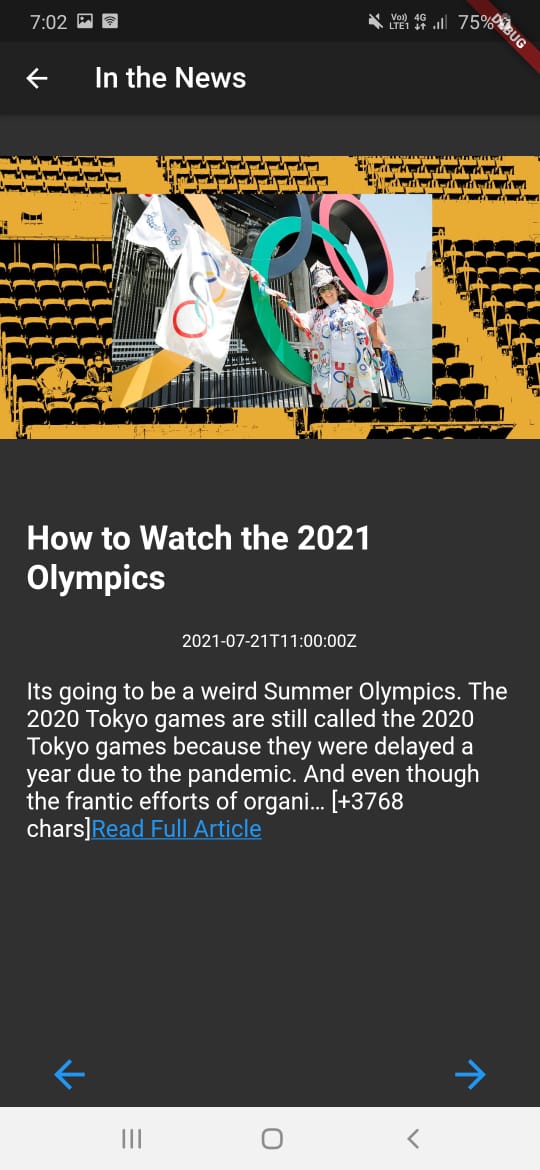 7:02
Vo)) 4G
LTE1
75%
DEBUG
In the News
How to Watch the 2021
Olympics
2021-07-21T11:00:00Z
Its going to be a weird Summer Olympics. The
2020 Tokyo games are still called the 2020
Tokyo games because they were delayed a
year due to the pandemic. And even though
the frantic efforts of organi… [+3768
chars]Read Full Article